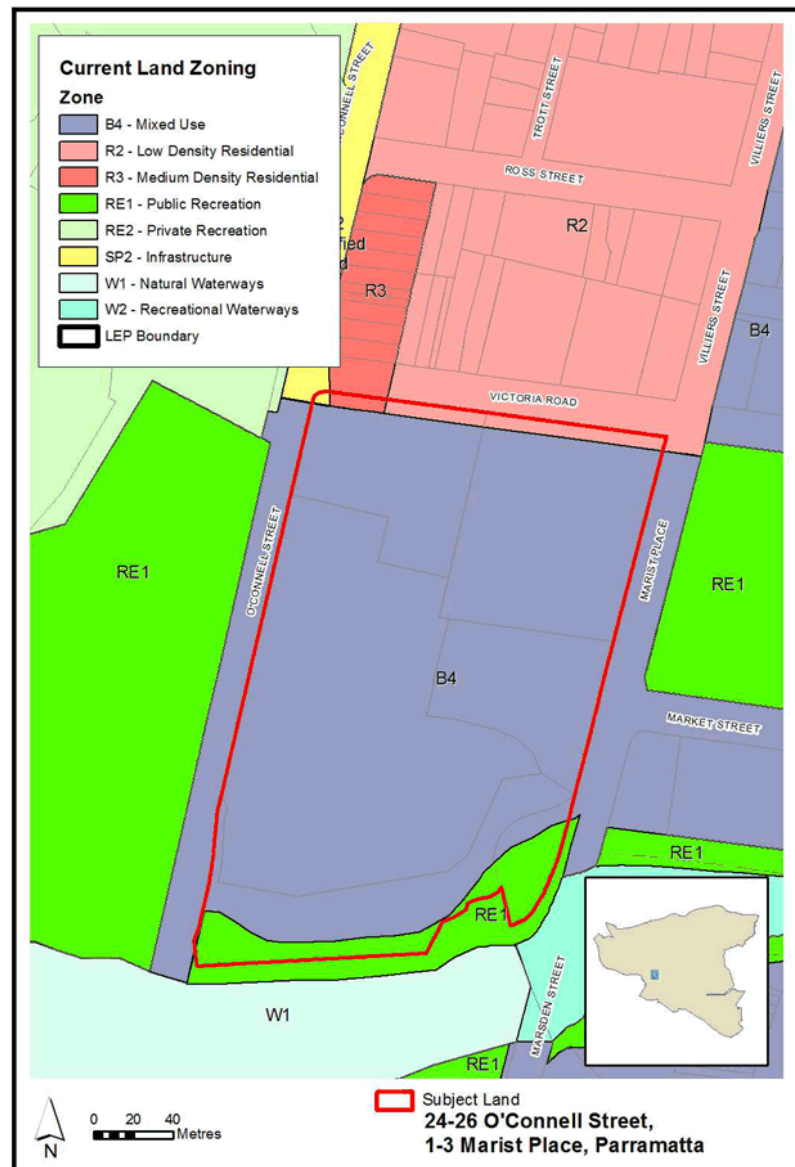 Current Land Zoning
Zone
B4 - Mixed Use
R2 - Low Density Residential
R3 - Medium Density Residential
RE1 - Public Recreation
RE2 - Private Recreation
SP2 - Infrastructure
W1 - Natural Waterways
W2 - Recreational Waterways
LEP Boundary
CONNELL STREET
TROTT STREET
VILLIERS STREET
ROSS STREET
R2
R3
VILLIERS STREET
B4
VICTORIA ROAD
O'CONNELL STREET
RE1
MARIST PLACE
RE1
B4
MARKET STREET
RE1
RE1
W1
MARSDEN STREET
RE1
N
0 20 40
Metres
Subject Land
24-26 O'Connell Street,
1-3 Marist Place, Parramatta